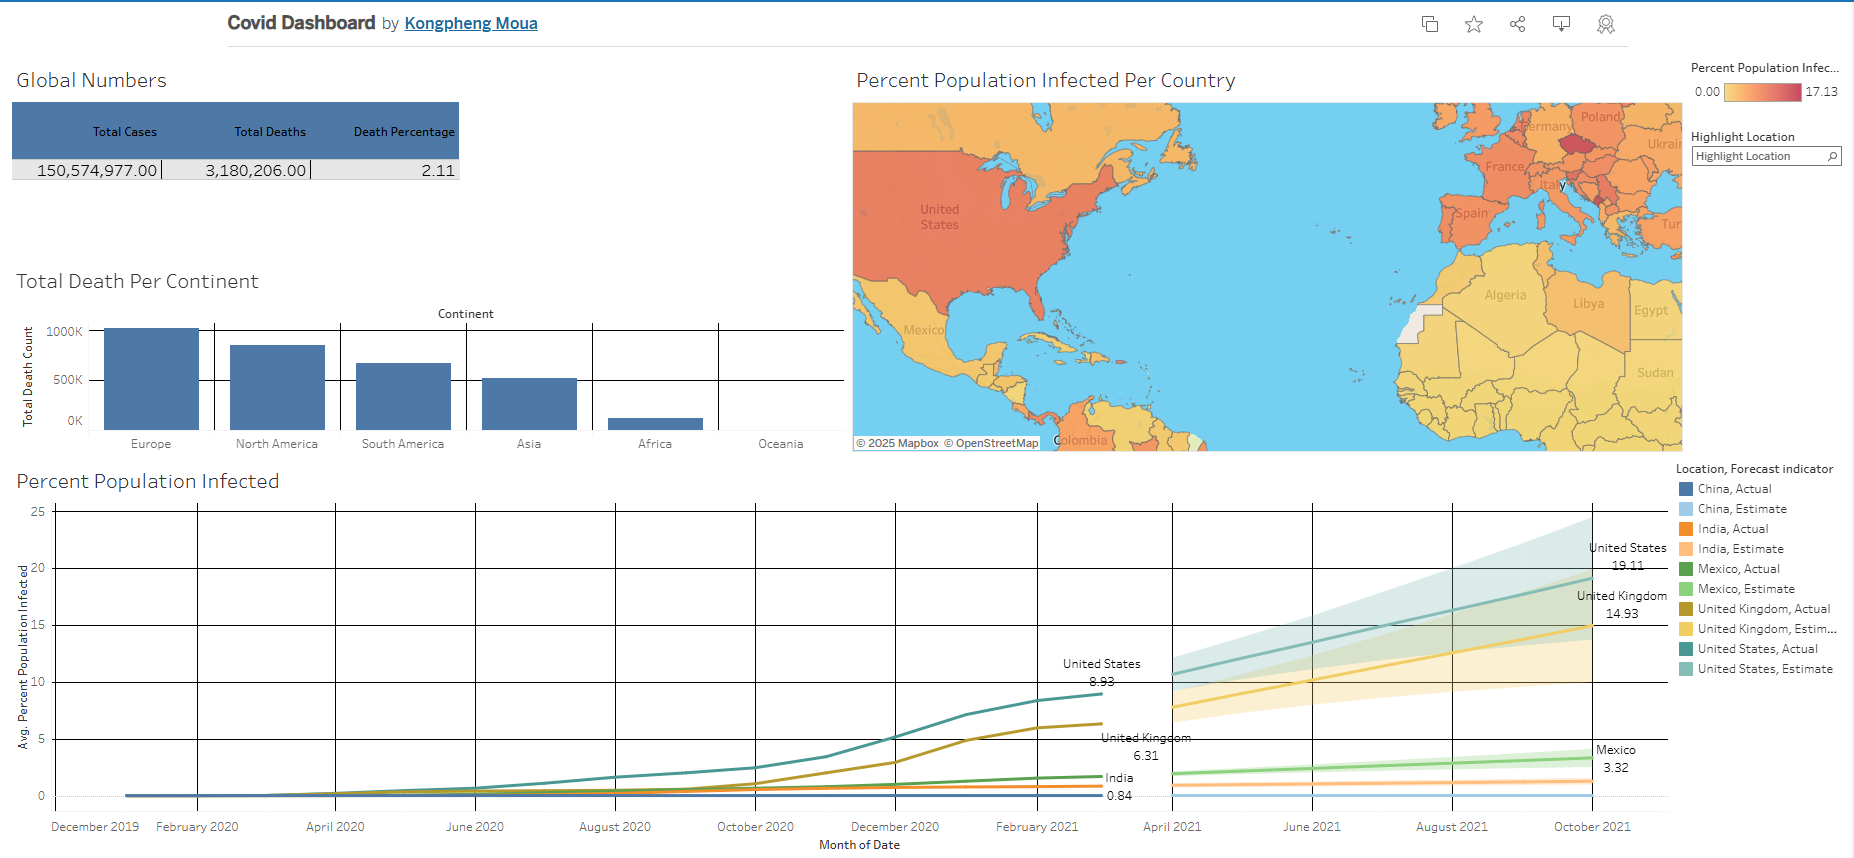 Covid Dashboard by Kongpheng Moua
Global Numbers
Total Cases Total Deaths Death Percentage
150,574,977.00 3,180,206.00 2.11
Total Death Per Continent
Continent
Total Death Count
1000K
500K
0K
Europe North America South America Asia Africa Oceania
Percent Population Infected Per Country
United
States
Mexico
Colombia
Germany
Poland
Ukrai
France
Italy
Spain
Tur
Algeria
Libya
Egypt
Sudan
© 2025 Mapbox © OpenStreetMap
Percent Population Infec...
0.00 17.13
Highlight Location
Highlight Location
Percent Population Infected
Avg. Percent Population Infected
25
20
15
10
5
0
United States
8.93
United Kingdom
6.31
India
0.84
United States
19.11
United Kingdom
14.93
Mexico
3.32
December 2019 February 2020 April 2020 June 2020 August 2020 October 2020 December 2020 February 2021 April 2021 June 2021 August 2021 October 2021
Month of Date
Location, Forecast indicator
China, Actual
China, Estimate
India, Actual
India, Estimate
Mexico, Actual
Mexico, Estimate
United Kingdom, Actual
United Kingdom, Estim...
United States, Actual
United States, Estimate